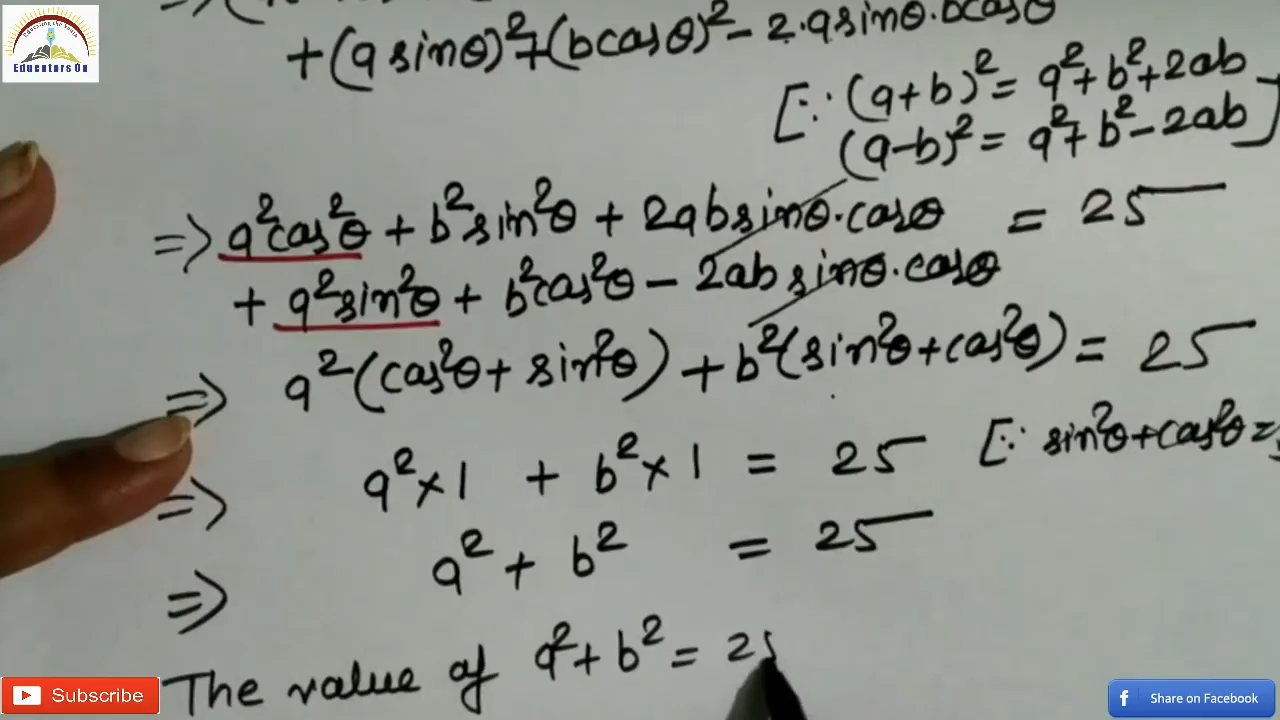 Educators On
+ (a sinθ)² + (b cosθ)² - 2·a sinθ·b cosθ
[∵ (a+b)² = a² + b² + 2ab
(a-b)² = a² + b² - 2ab]
=> a²cos²θ + b²sin²θ + 2ab sinθ·cosθ = 25
+ a²sin²θ + b²cos²θ - 2ab sinθ·cosθ
=> a²(cos²θ + sin²θ) + b²(sin²θ + cos²θ) = 25
=> a² × 1 + b² × 1 = 25 [∵ sin²θ + cos²θ =
=> a² + b² = 25
The value of a² + b² = 25
Subscribe
f Share on Facebook